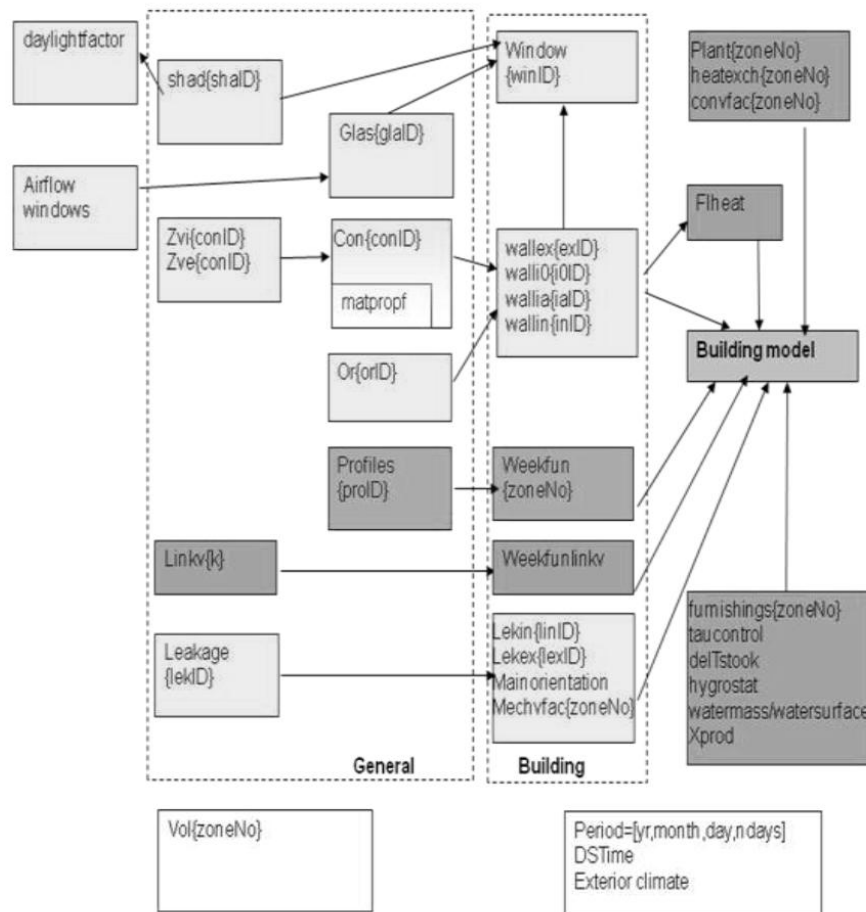 daylightfactor
shad{shaID}
Window
{winID}
Plant{zoneNo}
heatexch{zoneNo}
convfac{zoneNo}
Glas{glaID}
Airflow
windows
Flheat
Zvi{conID}
Zve{conID}
Con{conID}
matpropf
wallex{exID}
walli0{i0ID}
wallia{iaID}
wallin{inID}
Building model
Or{orID}
Profiles
{proID}
Weekfun
{zoneNo}
Linkv{k}
Weekfunlinkv
furnishings{zoneNo}
taucontrol
delTstook
hygrostat
watermass/watersurface
Xprod
Leakage
{lekID}
Lekin{linID}
Lekex{lexID}
Mainorientation
Mechvfac{zoneNo}
General
Building
Vol{zoneNo}
Period=[yr,month,day,ndays]
DSTime
Exterior climate